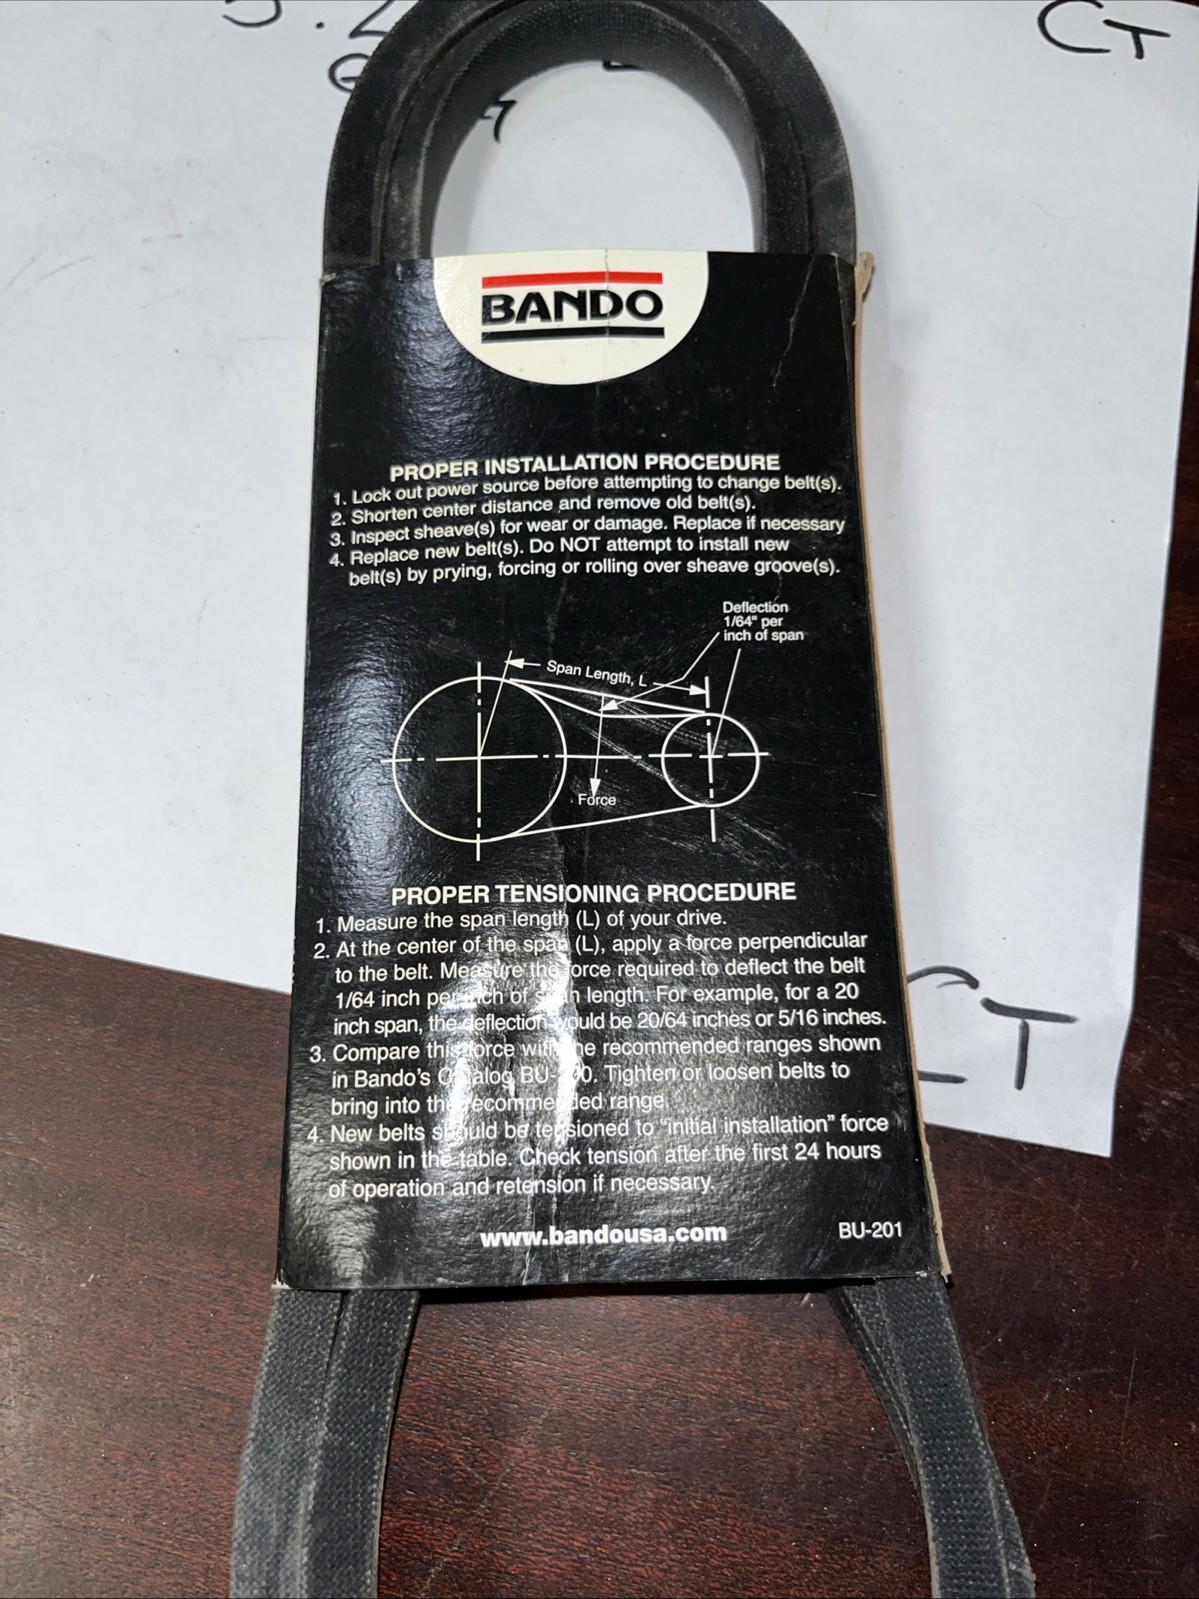 CT
BANDO
PROPER INSTALLATION PROCEDURE
1. Lock out power source before attempting to change belt(s).
2. Shorten center distance and remove old belt(s).
3. Inspect sheave(s) for wear or damage. Replace if necessary
4. Replace new belt(s). Do NOT attempt to install new
belt(s) by prying, forcing or rolling over sheave groove(s).
Deflection
1/64" per
inch of span
Span Length, L
Force
PROPER TENSIONING PROCEDURE
1. Measure the span length (L) of your drive.
2. At the center of the span (L), apply a force perpendicular
to the belt. Measure the force required to deflect the belt
1/64 inch per inch of span length. For example, for a 20
inch span, the deflection would be 20/64 inches or 5/16 inches.
3. Compare this force with the recommended ranges shown
in Bando's Catalog Tighten or loosen belts to
bring into the recommended range.
4. New belts should be tensioned to "initial installation" force
shown in the table. Check tension after the first 24 hours
of operation and retension if necessary.
www.bandousa.com
BU-201
CT